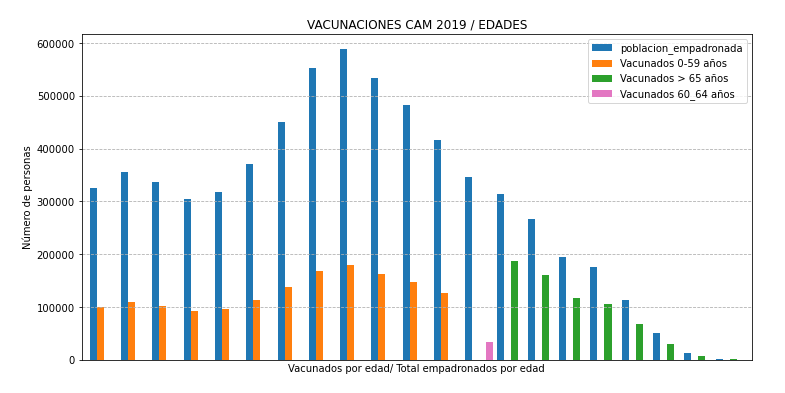 VACUNACIONES CAM 2019 / EDADES
poblacion_empadronada
Vacunados 0-59 años
Vacunados > 65 años
Vacunados 60_64 años
Número de personas
600000
500000
400000
300000
200000
100000
0
Vacunados por edad/ Total empadronados por edad